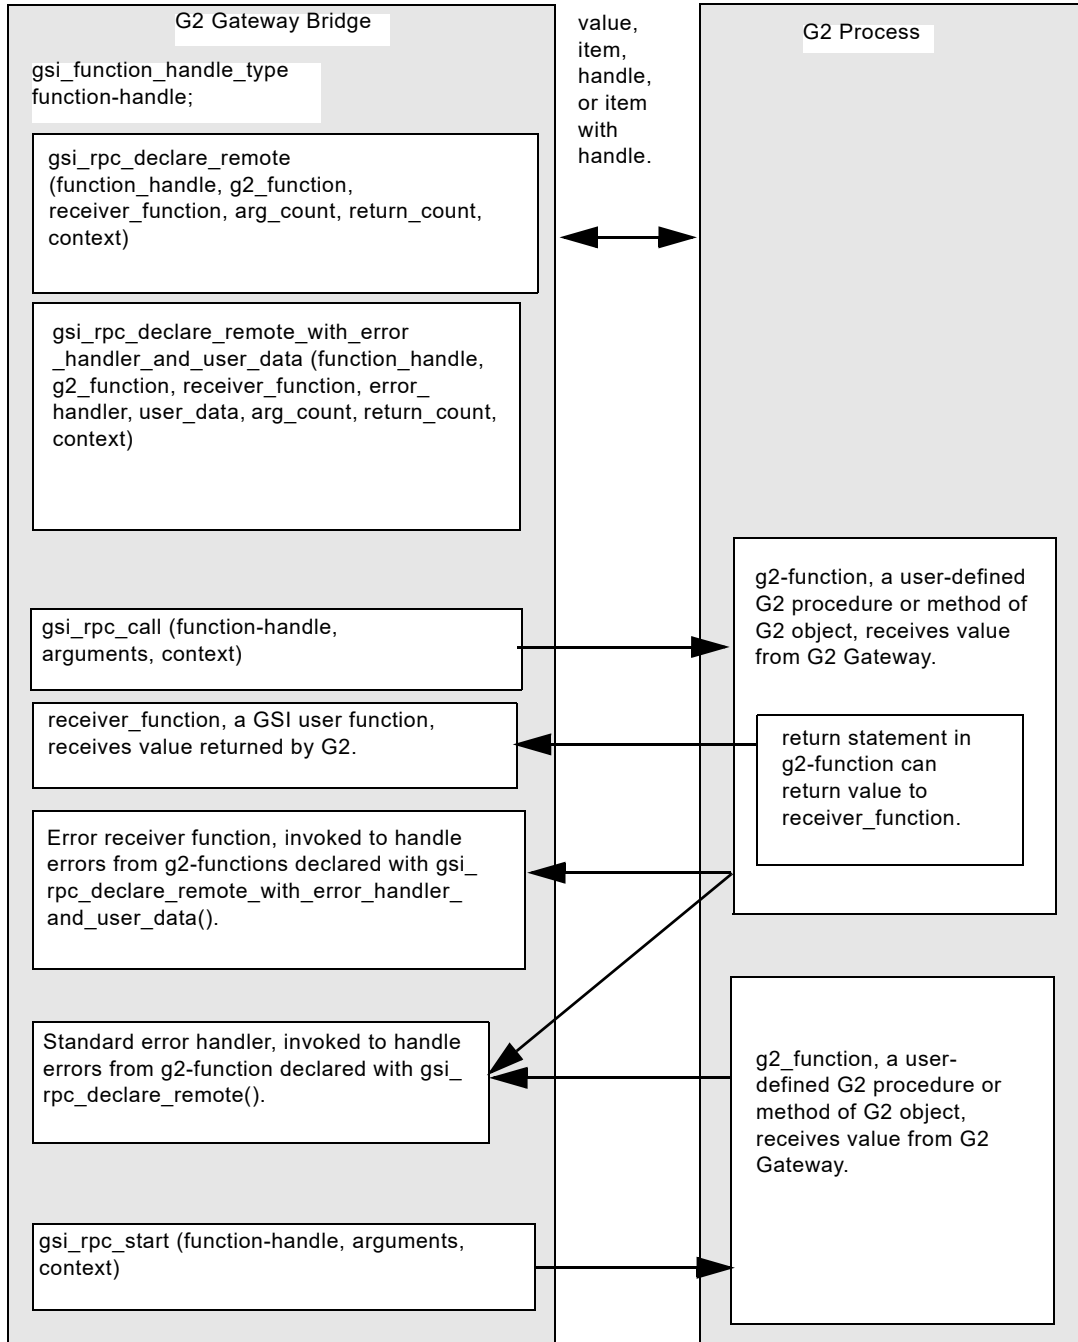 G2 Gateway Bridge
gsi_function_handle_type
function-handle;
gsi_rpc_declare_remote
(function_handle, g2_function,
receiver_function, arg_count, return_count,
context)
gsi_rpc_declare_remote_with_error
_handler_and_user_data (function_handle,
g2_function, receiver_function, error_
handler, user_data, arg_count, return_count,
context)
gsi_rpc_call (function-handle,
arguments, context)
receiver_function, a GSI user function,
receives value returned by G2.
Error receiver function, invoked to handle
errors from g2-functions declared with gsi_
rpc_declare_remote_with_error_handler_
and_user_data().
Standard error handler, invoked to handle
errors from g2-function declared with gsi_
rpc_declare_remote().
gsi_rpc_start (function-handle, arguments,
context)
value,
item,
handle,
or item
with
handle.
G2 Process
g2-function, a user-defined
G2 procedure or method of
G2 object, receives value
from G2 Gateway.
return statement in
g2-function can
return value to
receiver_function.
g2_function, a user-
defined G2 procedure or
method of G2 object,
receives value from G2
Gateway.